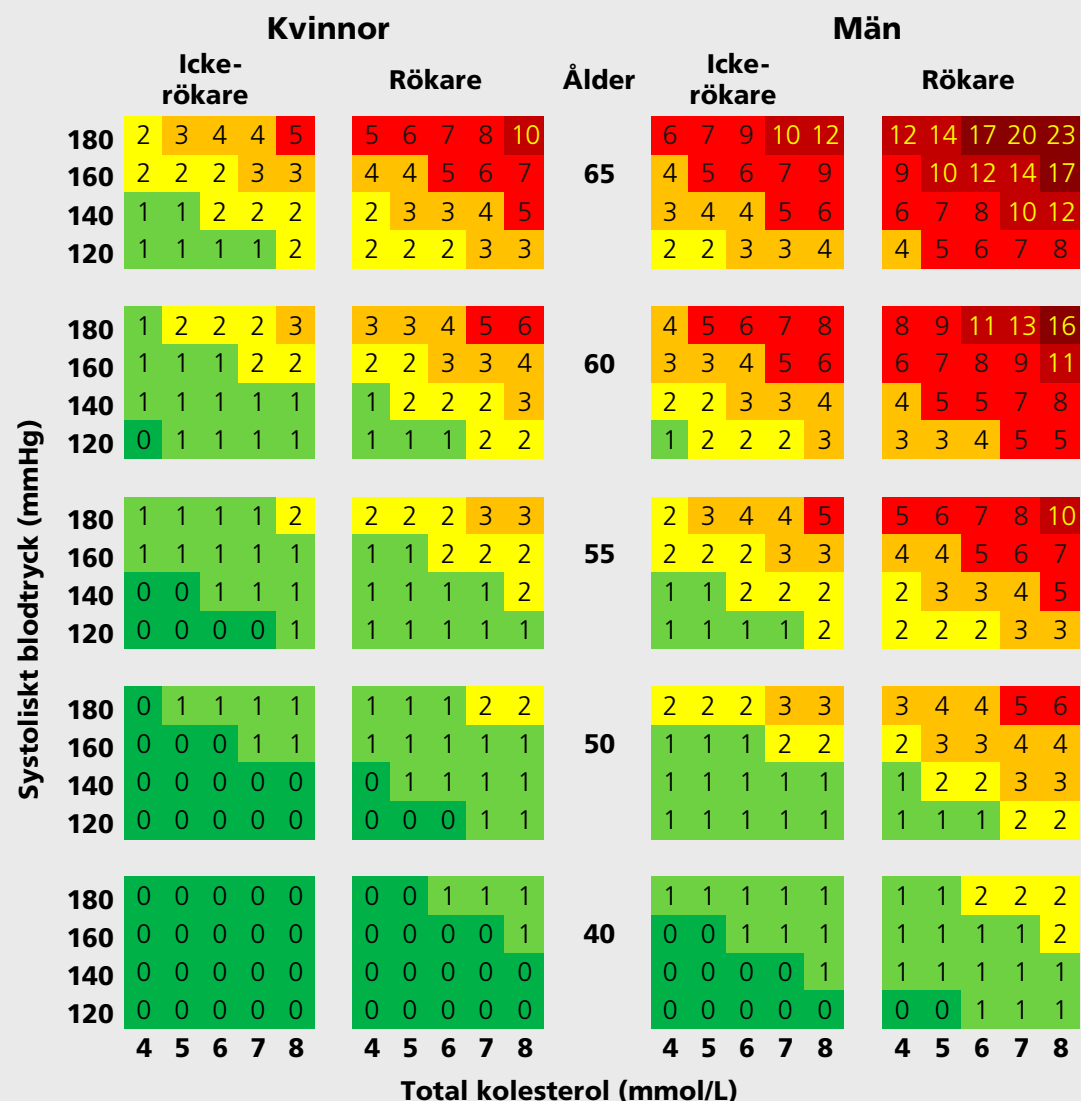 Kvinnor Män
Icke-rökare Rökare Ålder Icke-rökare Rökare
180 2 3 4 4 5 5 6 7 8 10 6 7 9 10 12 12 14 17 20 23
160 2 2 2 3 3 4 4 5 6 7 65 4 5 6 7 9 9 10 12 14 17
140 1 1 2 2 2 2 3 3 4 5 3 4 4 5 6 6 7 8 10 12
120 1 1 1 1 2 2 2 2 3 3 2 2 3 3 4 4 5 6 7 8
180 1 2 2 2 3 3 3 4 5 6 4 5 6 7 8 8 9 11 13 16
160 1 1 1 2 2 2 2 3 3 4 60 3 3 4 5 6 6 7 8 9 11
140 1 1 1 1 1 1 2 2 2 3 2 2 3 3 4 4 5 5 7 8
120 0 1 1 1 1 1 1 1 2 2 1 2 2 2 3 3 3 4 5 5
180 1 1 1 1 2 2 2 2 3 3 2 3 4 4 5 5 6 7 8 10
160 1 1 1 1 1 1 1 2 2 2 55 2 2 2 3 3 4 4 5 6 7
140 0 0 1 1 1 1 1 1 1 2 1 1 2 2 2 2 3 3 4 5
120 0 0 0 0 1 1 1 1 1 1 1 1 1 1 2 2 2 2 3 3
180 0 1 1 1 1 1 1 1 2 2 2 2 2 3 3 3 4 4 5 6
160 0 0 0 1 1 1 1 1 1 1 50 1 1 1 2 2 2 3 3 4 4
140 0 0 0 0 0 0 1 1 1 1 1 1 1 1 1 1 2 2 3 3
120 0 0 0 0 0 0 0 0 1 1 1 1 1 1 1 1 1 1 2 2
180 0 0 0 0 0 0 0 1 1 1 1 1 1 1 1 1 1 2 2 2
160 0 0 0 0 0 0 0 0 0 1 40 0 0 1 1 1 1 1 1 1 2
140 0 0 0 0 0 0 0 0 0 0 0 0 0 0 1 1 1 1 1 1
120 0 0 0 0 0 0 0 0 0 0 0 0 0 0 0 0 0 1 1 1
4 5 6 7 8 4 5 6 7 8 4 5 6 7 8 4 5 6 7 8
Total kolesterol (mmol/L)
Systoliskt blodtryck (mmHg)